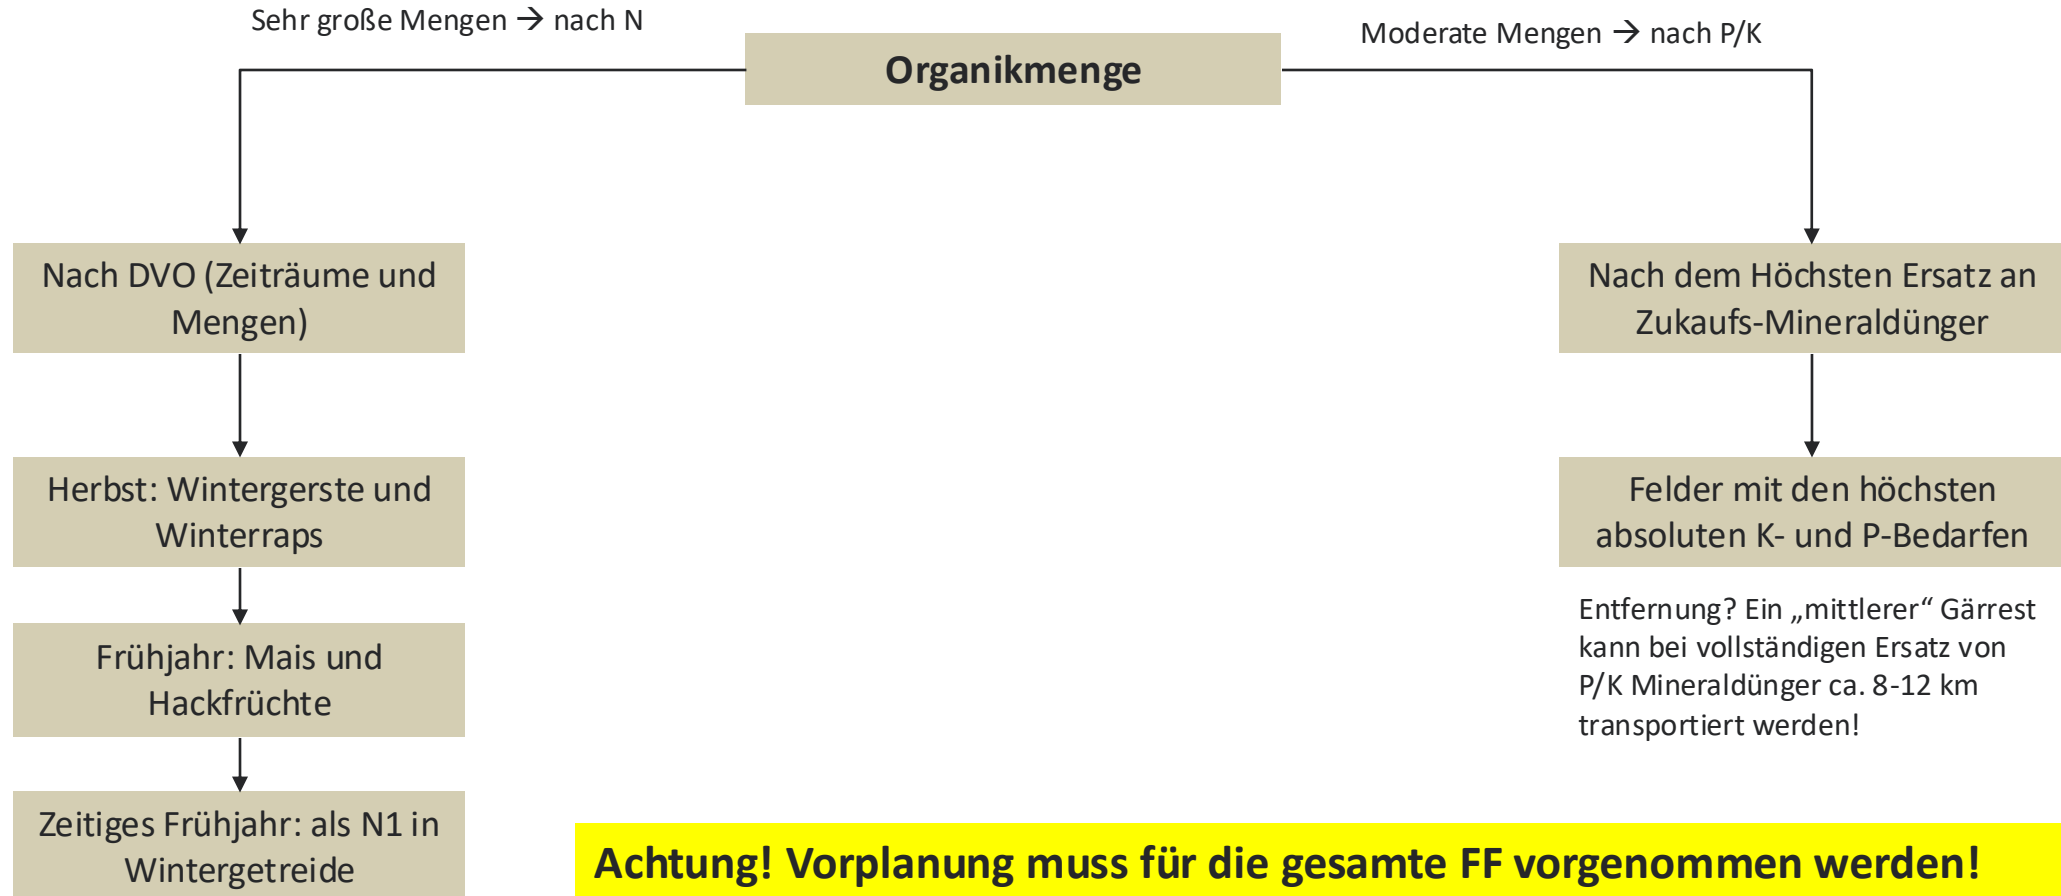 Sehr große Mengen → nach N
Moderate Mengen → nach P/K
Organikmenge
Nach DVO (Zeiträume und
Mengen)
Herbst: Wintergerste und
Winterraps
Frühjahr: Mais und
Hackfrüchte
Zeitiges Frühjahr: als N1 in
Wintergetreide
Nach dem Höchsten Ersatz an
Zukaufs-Mineraldünger
Felder mit den höchsten
absoluten K- und P-Bedarfen
Entfernung? Ein „mittlerer“ Gärrest
kann bei vollständigen Ersatz von
P/K Mineraldünger ca. 8-12 km
transportiert werden!
Achtung! Vorplanung muss für die gesamte FF vorgenommen werden!